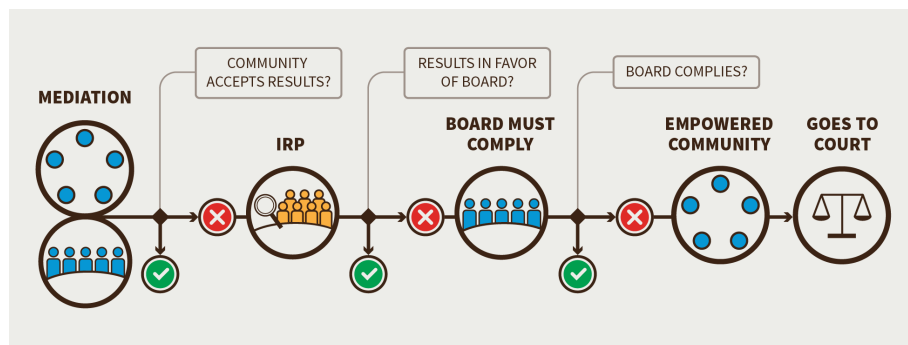 COMMUNITY
ACCEPTS RESULTS?
RESULTS IN FAVOR
OF BOARD?
BOARD COMPLIES?
MEDIATION
IRP
BOARD MUST
COMPLY
EMPOWERED
COMMUNITY
GOES TO
COURT